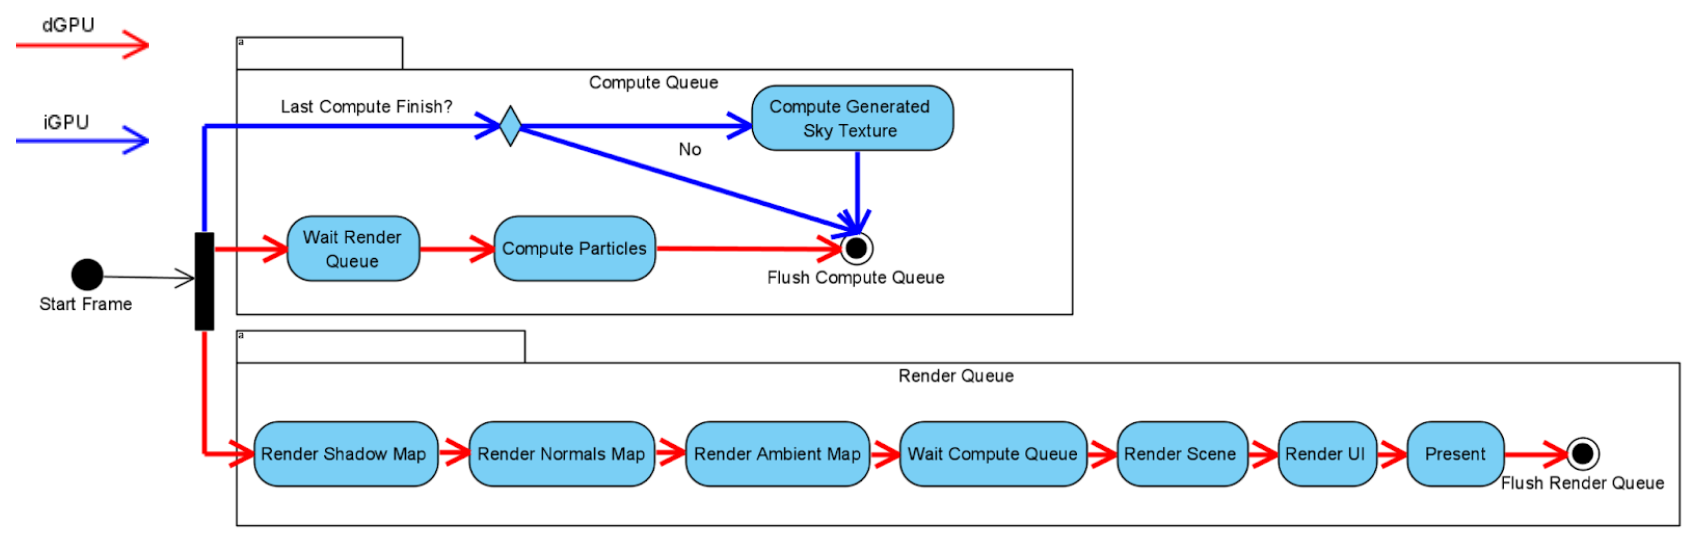 dGPU
iGPU
a
Compute Queue
Last Compute Finish?
Compute Generated
Sky Texture
No
Wait Render
Queue
Compute Particles
Flush Compute Queue
Start Frame
a
Render Queue
Render Shadow Map
Render Normals Map
Render Ambient Map
Wait Compute Queue
Render Scene
Render UI
Present
Flush Render Queue